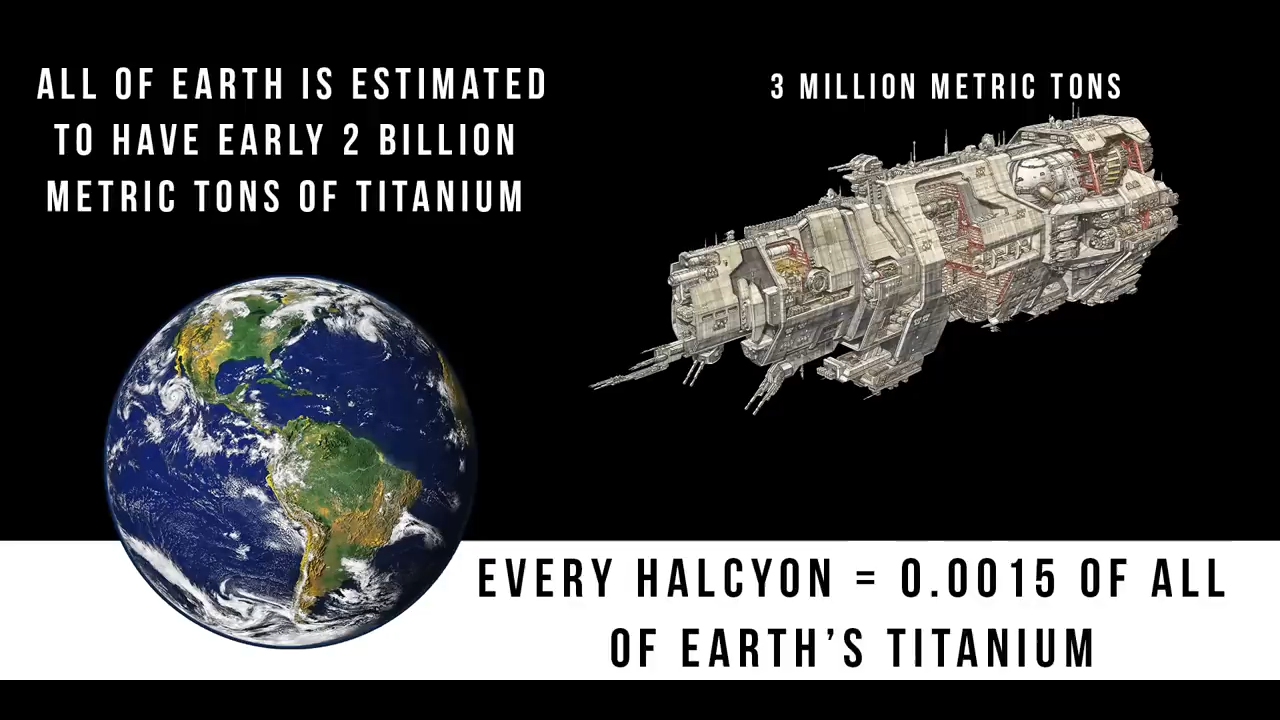 ALL OF EARTH IS ESTIMATED
TO HAVE EARLY 2 BILLION
METRIC TONS OF TITANIUM
3 MILLION METRIC TONS
EVERY HALCYON = 0.0015 OF ALL
OF EARTH’S TITANIUM